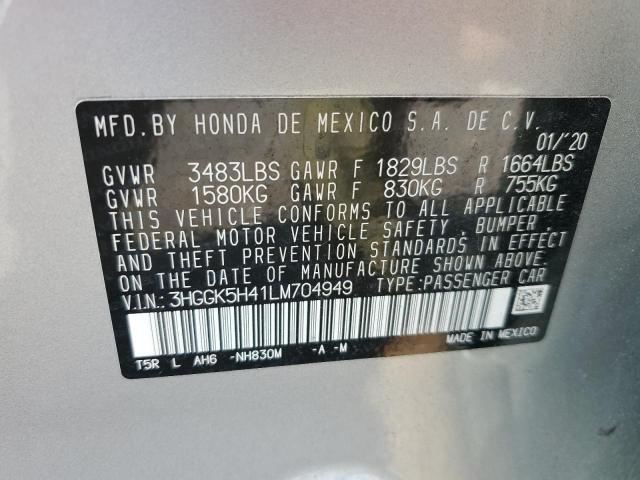 MFD.BY HONDA DE MEXICO S.A. DE C.V.
01/'20
GVWR 3483LBS GAWR F 1829LBS R 1664LBS
GVWR 1580KG GAWR F 830KG R 755KG
THIS VEHICLE CONFORMS TO ALL APPLICABLE
FEDERAL MOTOR VEHICLE SAFETY, BUMPER,
AND THEFT PREVENTION STANDARDS IN EFFECT
ON THE DATE OF MANUFACTURE SHOWN ABOVE.
V.I.N.: 3HGGK5H41LM704949 TYPE:PASSENGER CAR
T5R L AH6 -NH830M -A -M MADE IN MEXICO